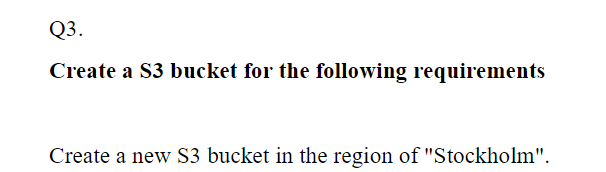 Q3.
Create a S3 bucket for the following requirements
Create a new S3 bucket in the region of "Stockholm".